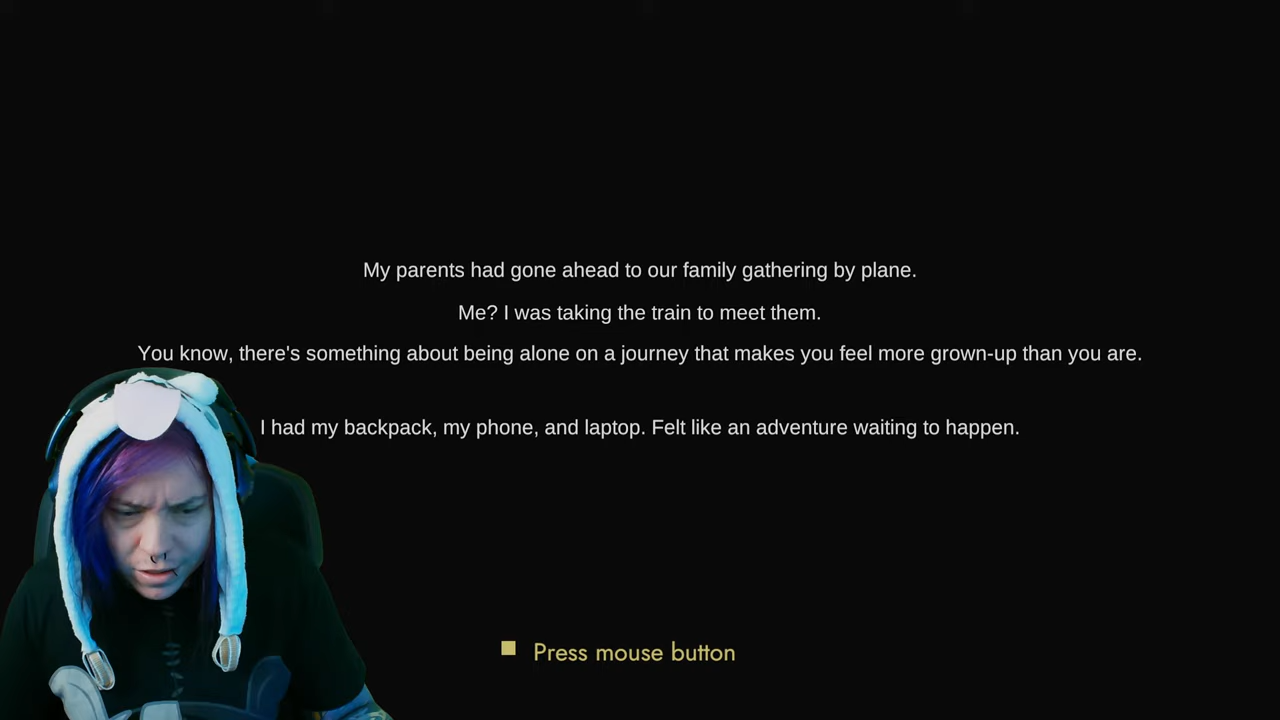 My parents had gone ahead to our family gathering by plane.
Me? I was taking the train to meet them.
You know, there's something about being alone on a journey that makes you feel more grown-up than you are.
I had my backpack, my phone, and laptop. Felt like an adventure waiting to happen.
Press mouse button